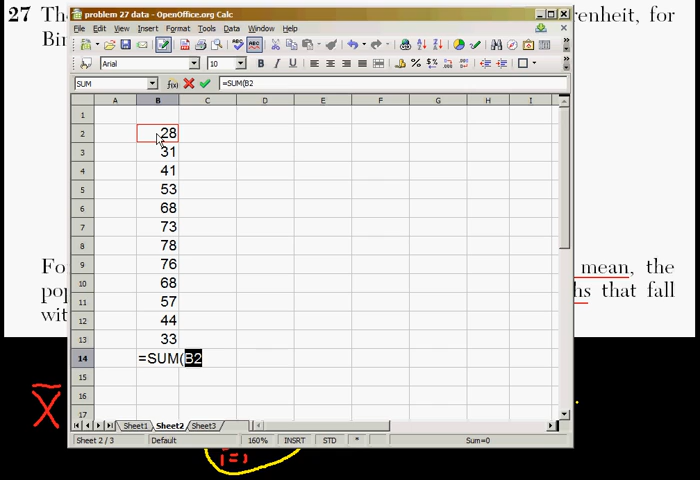 27 The
renheit, for
Bin
problem 27 data - OpenOffice.org Calc
File Edit View Insert Format Tools Data Window Help
Arial 10
SUM =SUM(B2
A B C D E F G H I
1
2 28
3 31
4 41
5 53
6 68
7 73
8 78
9 76
10 68
11 57
12 44
13 33
14 =SUM(B2
15
16
17
Fo
mean, the
pop
hs that fall
wit
X
Sheet1 Sheet2 Sheet3
Sheet 2 / 3 Default 160% INSRT STD * Sum=0